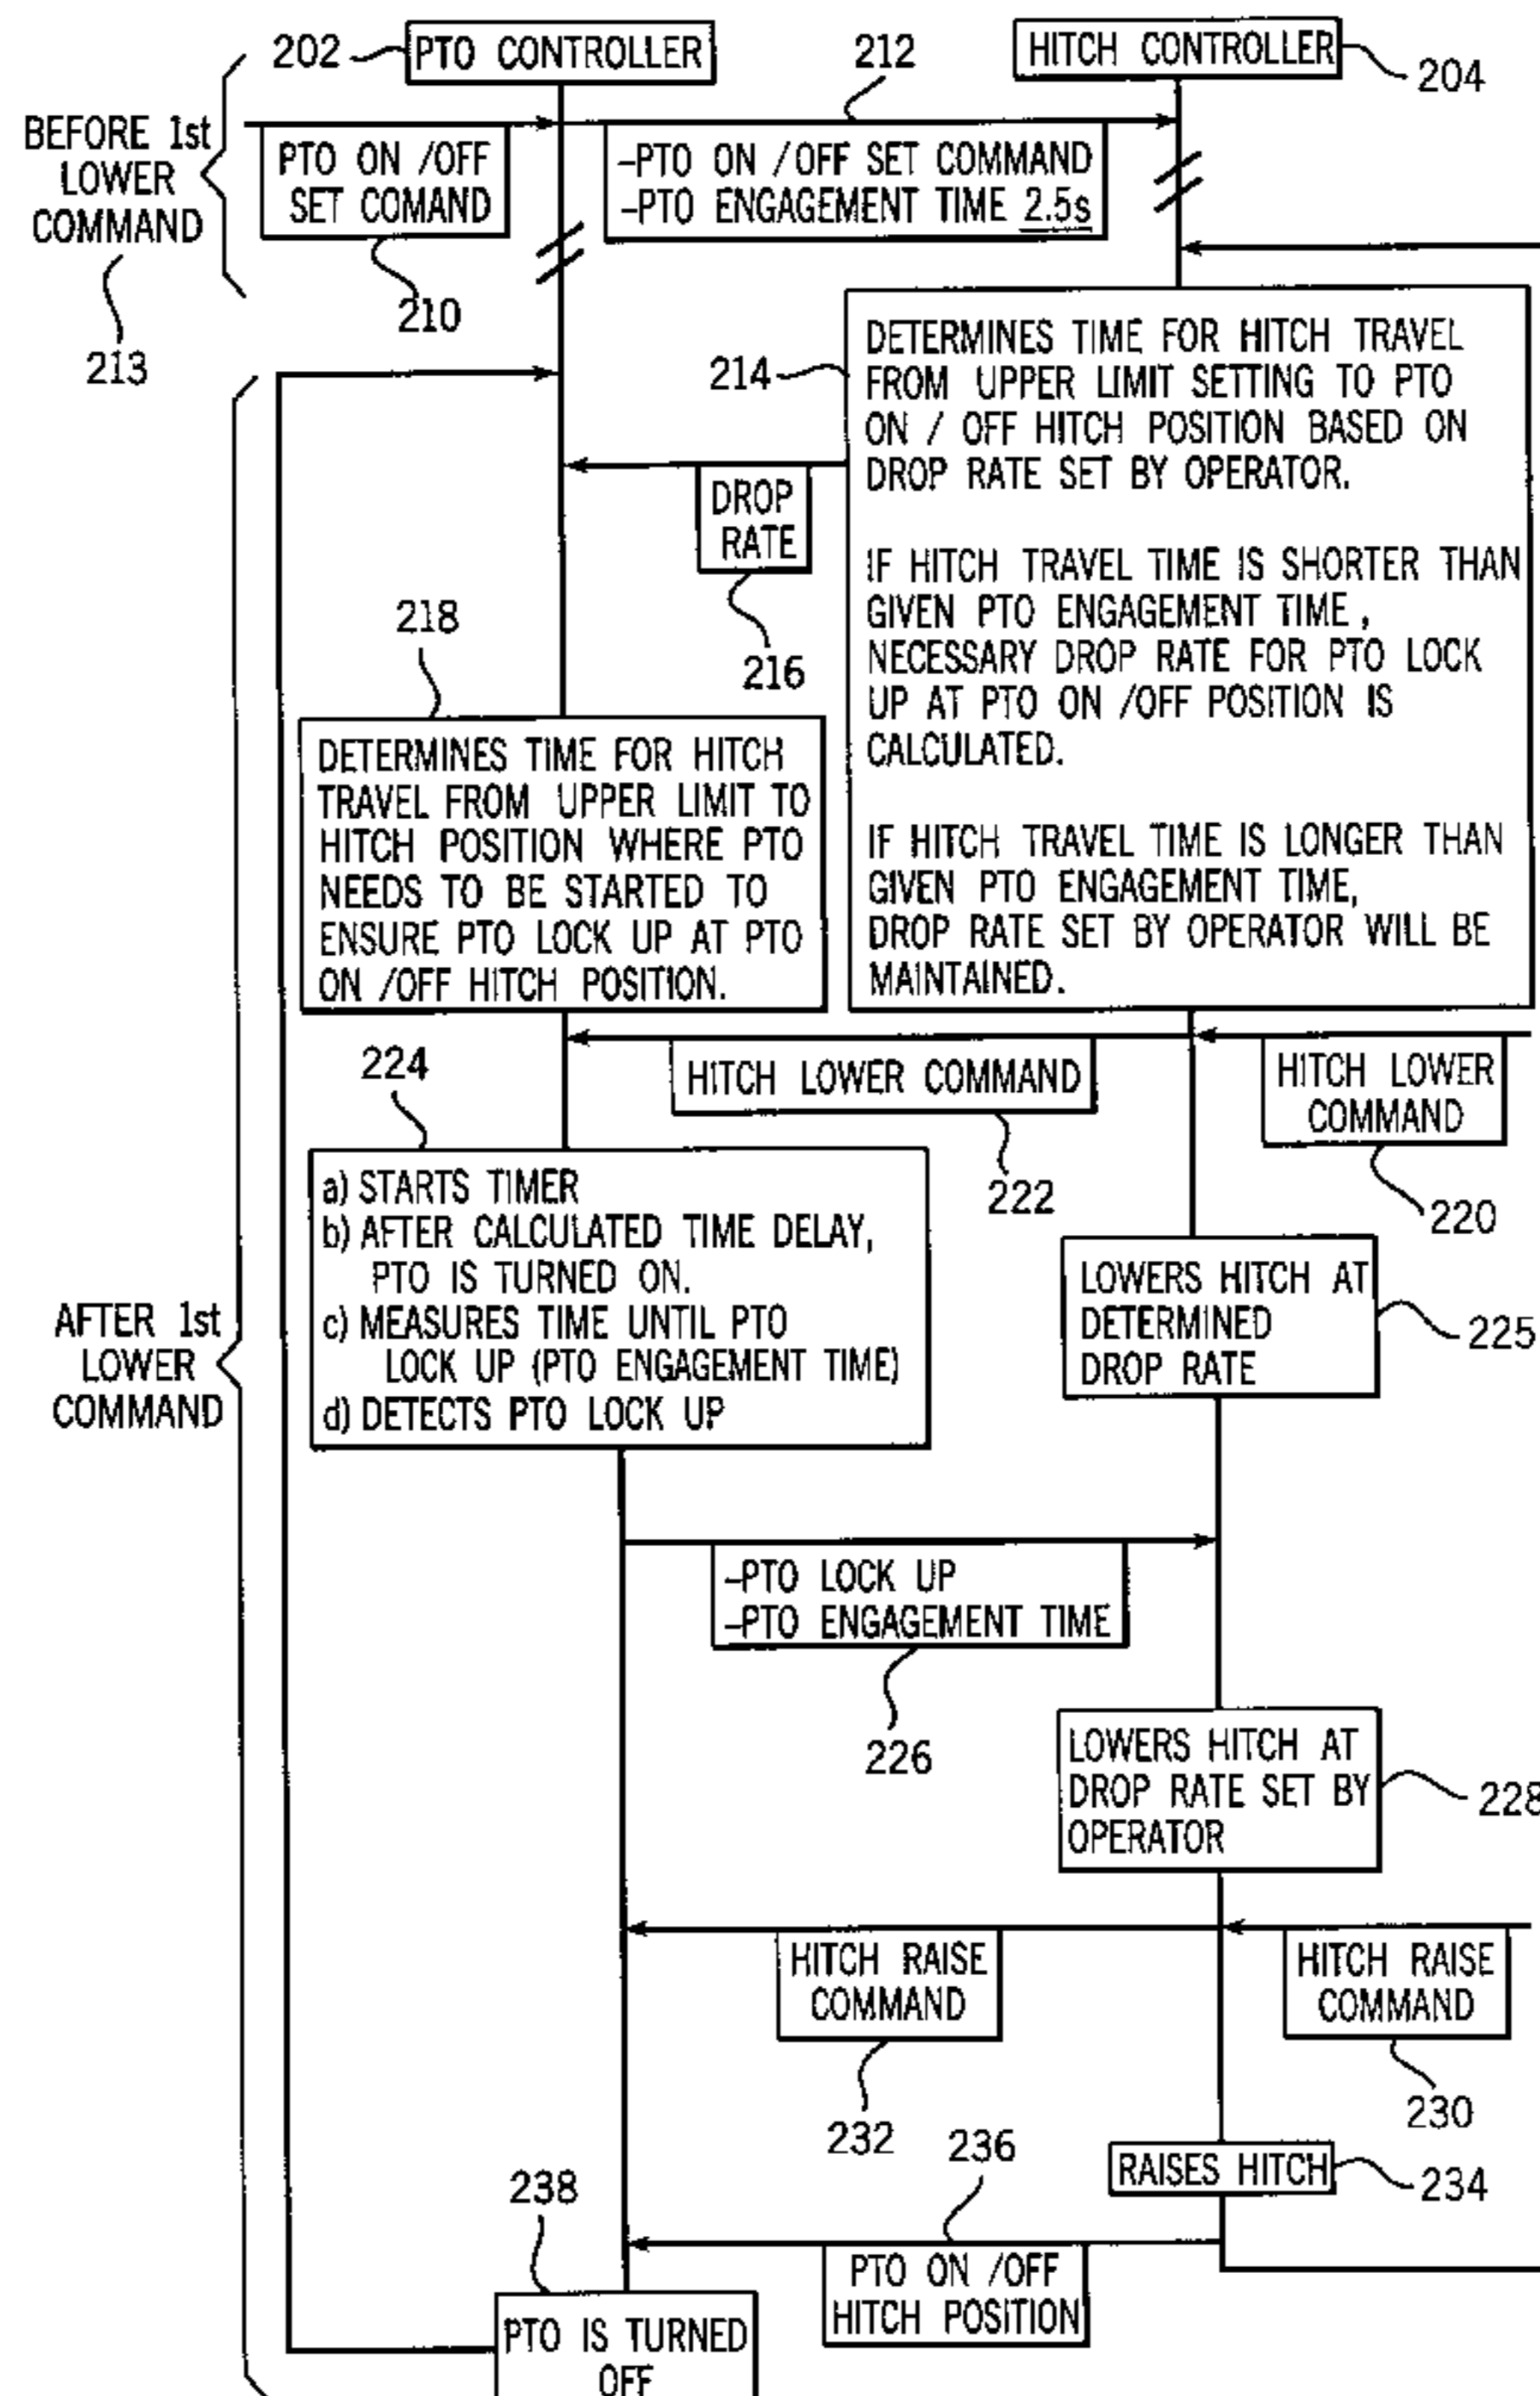 202
PTO CONTROLLER
212
HITCH CONTROLLER
204
BEFORE 1st
LOWER
COMMAND
213
PTO ON /OFF
SET COMAND
210
-PTO ON /OFF SET COMMAND
-PTO ENGAGEMENT TIME 2.5s
214
DETERMINES TIME FOR HITCH TRAVEL
FROM UPPER LIMIT SETTING TO PTO
ON / OFF HITCH POSITION BASED ON
DROP RATE SET BY OPERATOR.
IF HITCH TRAVEL TIME IS SHORTER THAN
GIVEN PTO ENGAGEMENT TIME,
NECESSARY DROP RATE FOR PTO LOCK
UP AT PTO ON /OFF POSITION IS
CALCULATED.
IF HITCH TRAVEL TIME IS LONGER THAN
GIVEN PTO ENGAGEMENT TIME,
DROP RATE SET BY OPERATOR WILL BE
MAINTAINED.
DROP
RATE
216
218
DETERMINES TIME FOR HITCH
TRAVEL FROM UPPER LIMIT TO
HITCH POSITION WHERE PTO
NEEDS TO BE STARTED TO
ENSURE PTO LOCK UP AT PTO
ON /OFF HITCH POSITION.
HITCH LOWER COMMAND
222
HITCH LOWER
COMMAND
220
224
a) STARTS TIMER
b) AFTER CALCULATED TIME DELAY,
PTO IS TURNED ON.
c) MEASURES TIME UNTIL PTO
LOCK UP (PTO ENGAGEMENT TIME)
d) DETECTS PTO LOCK UP
LOWERS HITCH AT
DETERMINED
DROP RATE
225
AFTER 1st
LOWER
COMMAND
-PTO LOCK UP
-PTO ENGAGEMENT TIME
226
LOWERS HITCH AT
DROP RATE SET BY
OPERATOR
228
HITCH RAISE
COMMAND
232
HITCH RAISE
COMMAND
230
RAISES HITCH
234
236
PTO ON /OFF
HITCH POSITION
238
PTO IS TURNED
OFF